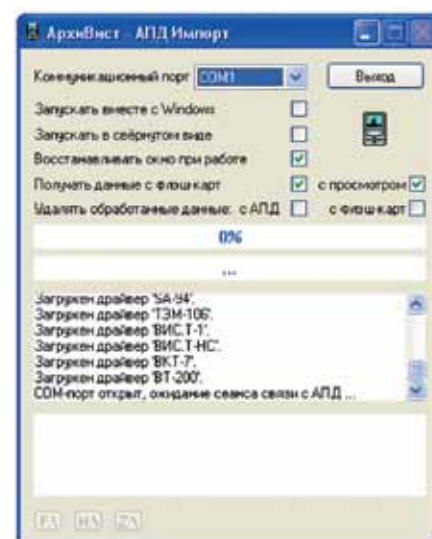 АрхиВист - АПД Импорт
Коммуникационный порт COM1 Выход
Запускать вместе с Windows
Запускать в свёрнутом виде
Восстанавливать окно при работе
Получать данные с флэш-карт с просмотром
Удалять обработанные данные: с АПД с флэш-карт
0%
...
Загружен драйвер 'SA-94'.
Загружен драйвер 'ТЭМ-106'.
Загружен драйвер 'ВИС.Т-1'.
Загружен драйвер 'ВИС.Т-НС'.
Загружен драйвер 'ВКТ-7'.
Загружен драйвер 'ВТ-200'.
COM-порт открыт, ожидание сеанса связи с АПД ...